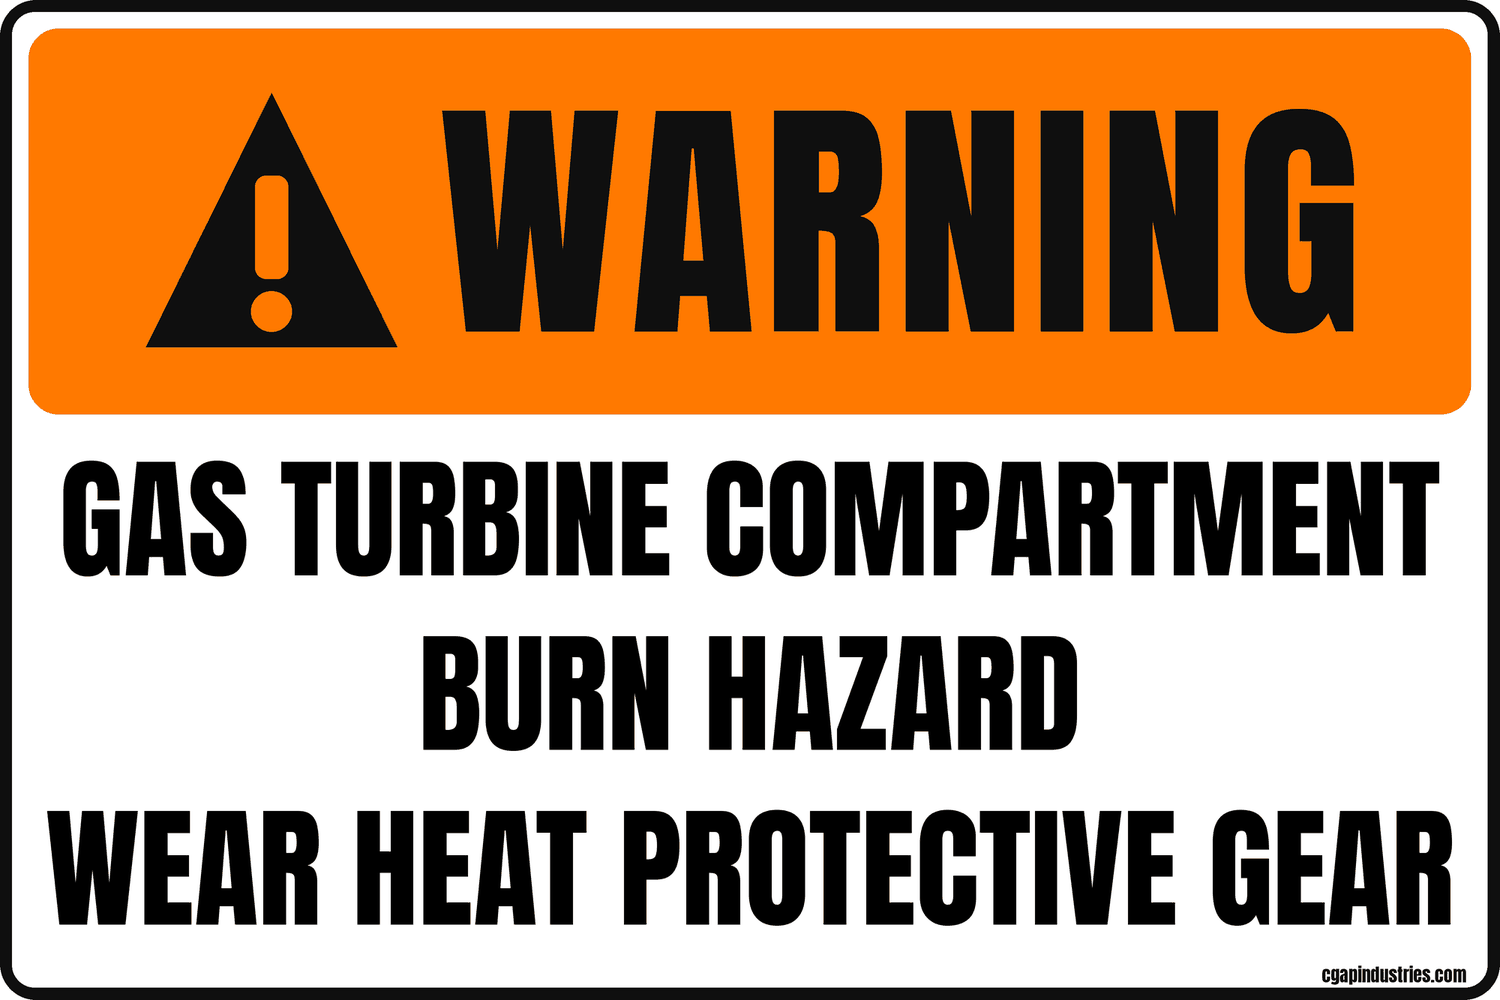 WARNING
GAS TURBINE COMPARTMENT
BURN HAZARD
WEAR HEAT PROTECTIVE GEAR
cgapindustries.com